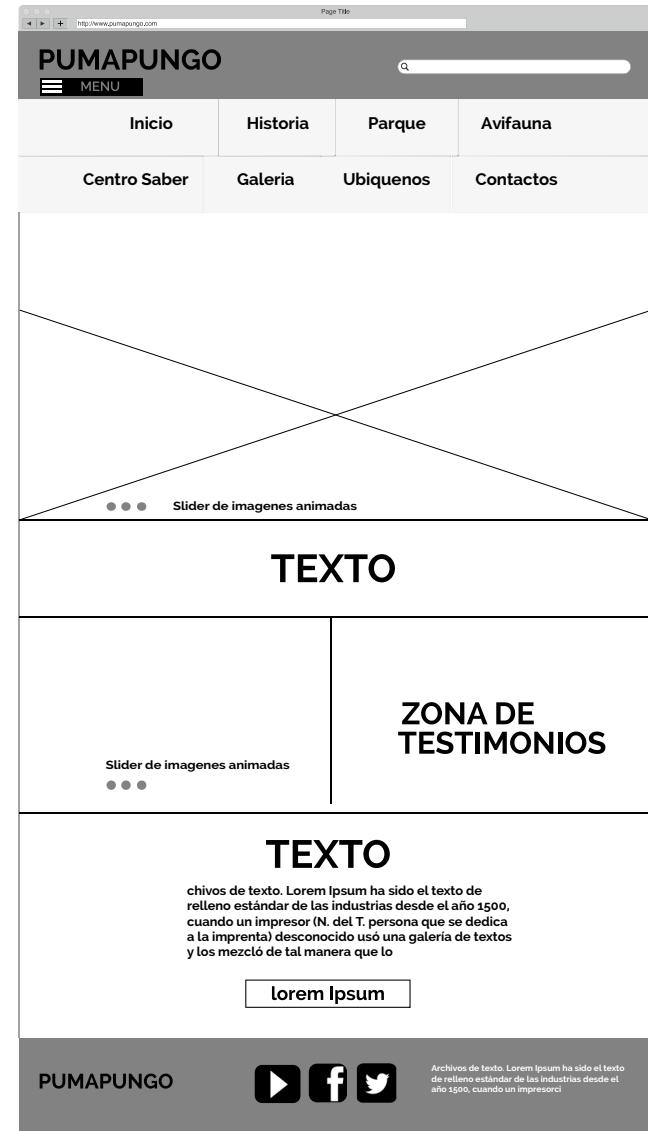 Page Title
http://www.pumapungo.com
PUMAPUNGO
MENU
Inicio Historia Parque Avifauna
Centro Saber Galeria Ubiquenos Contactos
Slider de imagenes animadas
TEXTO
Slider de imagenes animadas
ZONA DE
TESTIMONIOS
TEXTO
chivos de texto. Lorem Ipsum ha sido el texto de
relleno estándar de las industrias desde el año 1500,
cuando un impresor (N. del T. persona que se dedica
a la imprenta) desconocido usó una galería de textos
y los mezcló de tal manera que lo
lorem Ipsum
PUMAPUNGO
Archivos de texto. Lorem Ipsum ha sido el texto
de relleno estándar de las industrias desde el
año 1500, cuando un impresorci